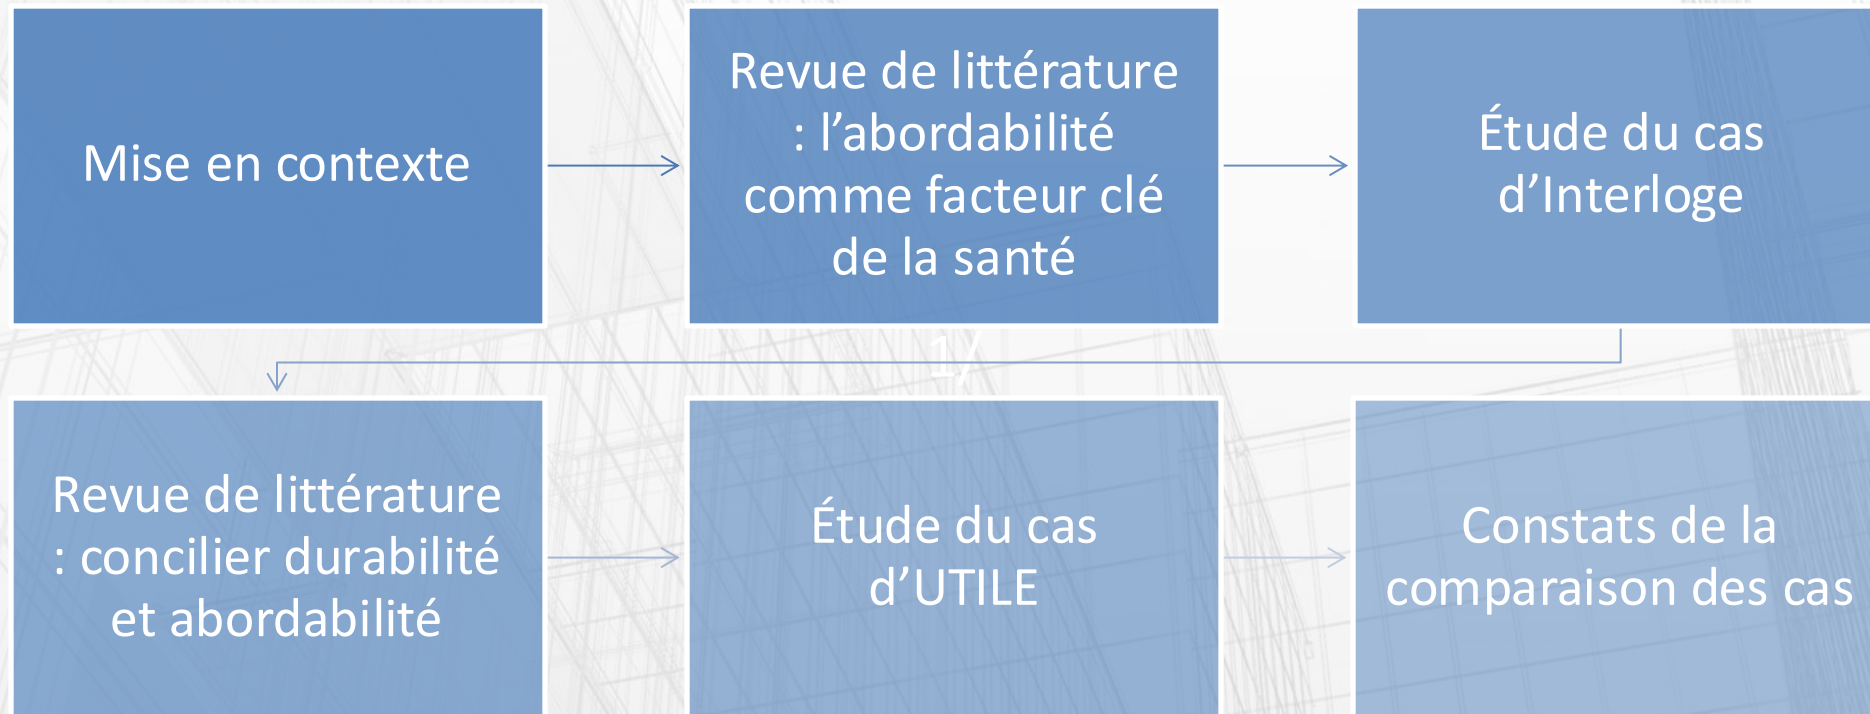 Mise en contexte
Revue de littérature
: l’abordabilité
comme facteur clé
de la santé
Étude du cas
d’Interloge
1/
Revue de littérature
: concilier durabilité
et abordabilité
Étude du cas
d’UTILE
Constats de la
comparaison des cas